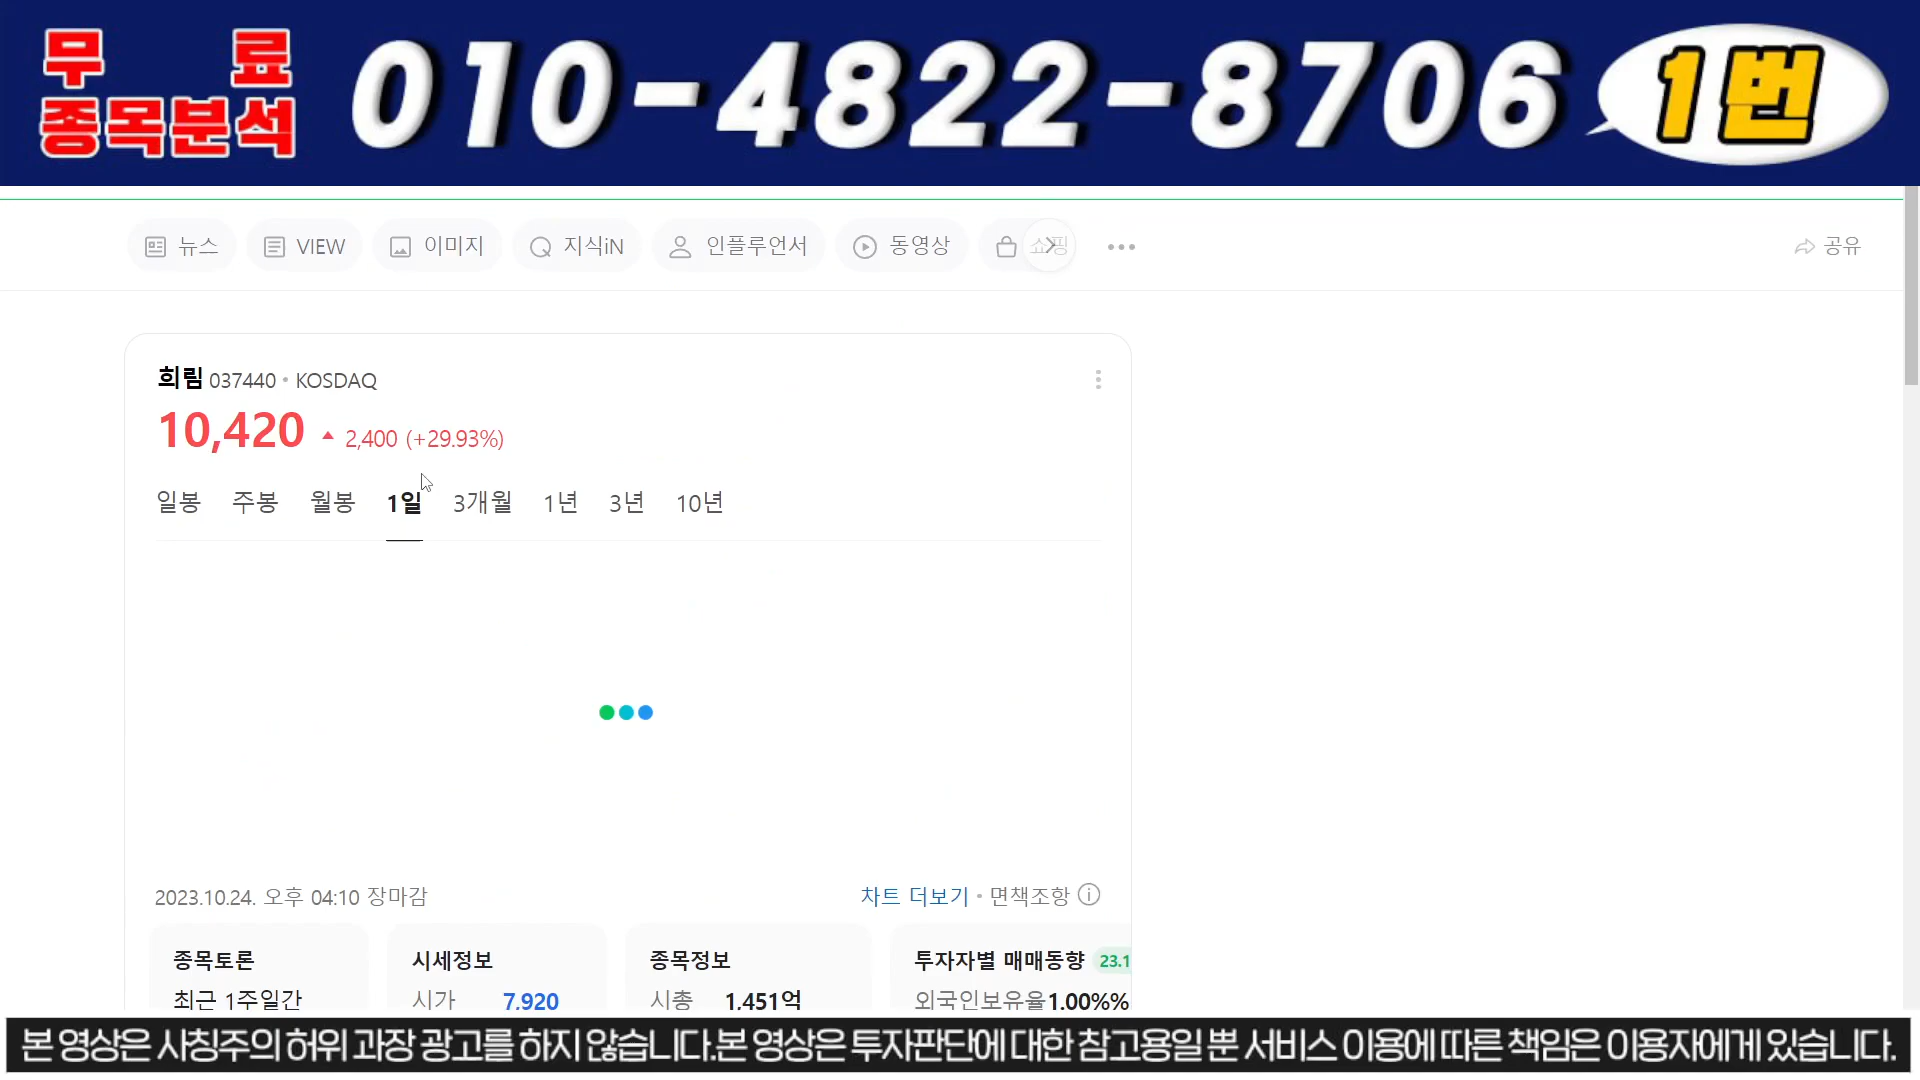 무료
종목분석
010-4822-8706
1번
뉴스 VIEW 이미지 지식iN 인플루언서 동영상 쇼핑 공유
희림 037440 • KOSDAQ
10,420 ▲ 2,400 (+29.93%)
일봉 주봉 월봉 1일 3개월 1년 3년 10년
2023.10.24. 오후 04:10 장마감 차트 더보기 • 면책조항
종목토론 시세정보 종목정보 투자자별 매매동향 23.1
최근 1주일간 시가 7,920 시총 1,451억 외국인보유율 1.00%%
본 영상은 사칭주의 허위 과장 광고를 하지 않습니다.본 영상은 투자판단에 대한 참고용일 뿐 서비스 이용에 따른 책임은 이용자에게 있습니다.